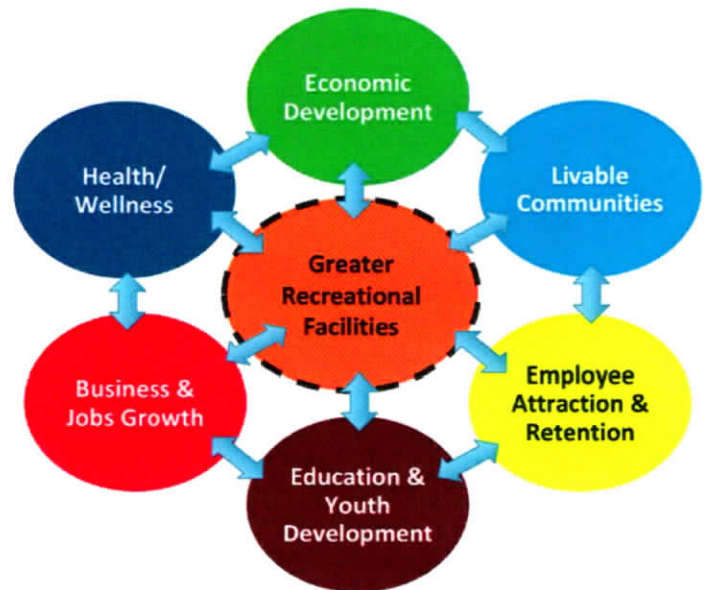 Economic
Development
Health/
Wellness
Livable
Communities
Greater
Recreational
Facilities
Business &
Jobs Growth
Employee
Attraction &
Retention
Education &
Youth
Development